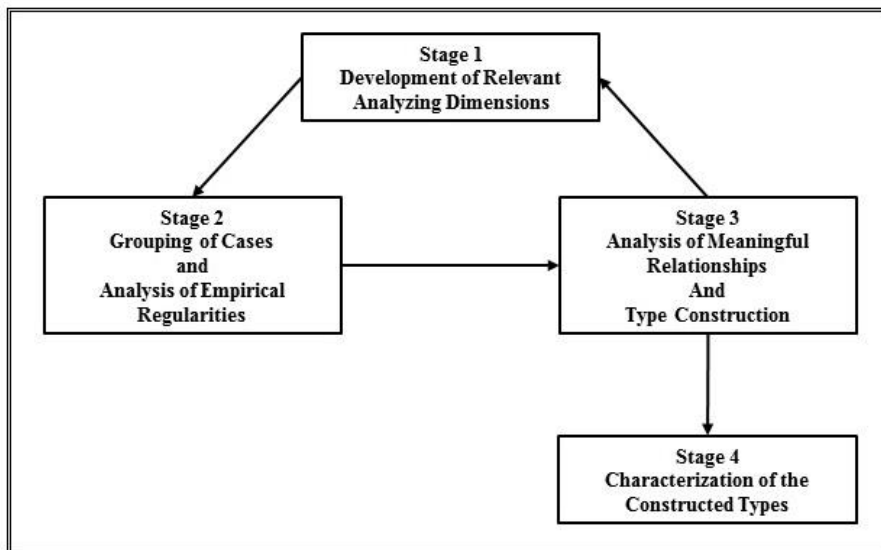 Stage 1
Development of Relevant
Analyzing Dimensions
Stage 2
Grouping of Cases
and
Analysis of Empirical
Regularities
Stage 3
Analysis of Meaningful
Relationships
And
Type Construction
Stage 4
Characterization of the
Constructed Types